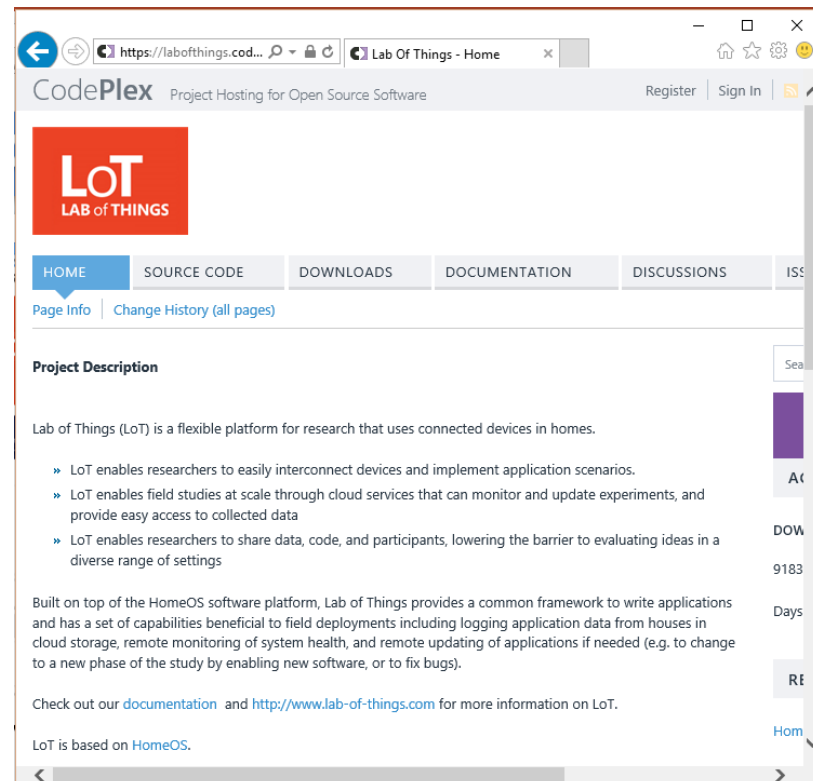 https://labofthings.cod...
Lab Of Things - Home
CodePlex Project Hosting for Open Source Software
Register Sign In
LoT
LAB of THINGS
HOME SOURCE CODE DOWNLOADS DOCUMENTATION DISCUSSIONS ISS
Page Info Change History (all pages)
Project Description
Sea
Lab of Things (LoT) is a flexible platform for research that uses connected devices in homes.
» LoT enables researchers to easily interconnect devices and implement application scenarios.
» LoT enables field studies at scale through cloud services that can monitor and update experiments, and
provide easy access to collected data
» LoT enables researchers to share data, code, and participants, lowering the barrier to evaluating ideas in a
diverse range of settings
Built on top of the HomeOS software platform, Lab of Things provides a common framework to write applications
and has a set of capabilities beneficial to field deployments including logging application data from houses in
cloud storage, remote monitoring of system health, and remote updating of applications if needed (e.g. to change
to a new phase of the study by enabling new software, or to fix bugs).
Check out our documentation and http://www.lab-of-things.com for more information on LoT.
LoT is based on HomeOS.
AC
DOW
9183
Days
RE
Hom